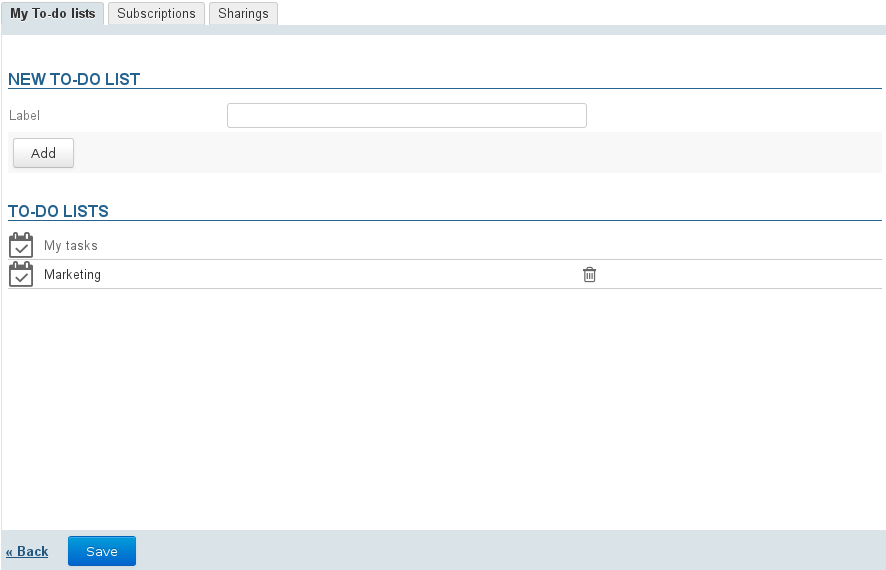 My To-do lists Subscriptions Sharings
NEW TO-DO LIST
Label
Add
TO-DO LISTS
My tasks
Marketing
« Back Save